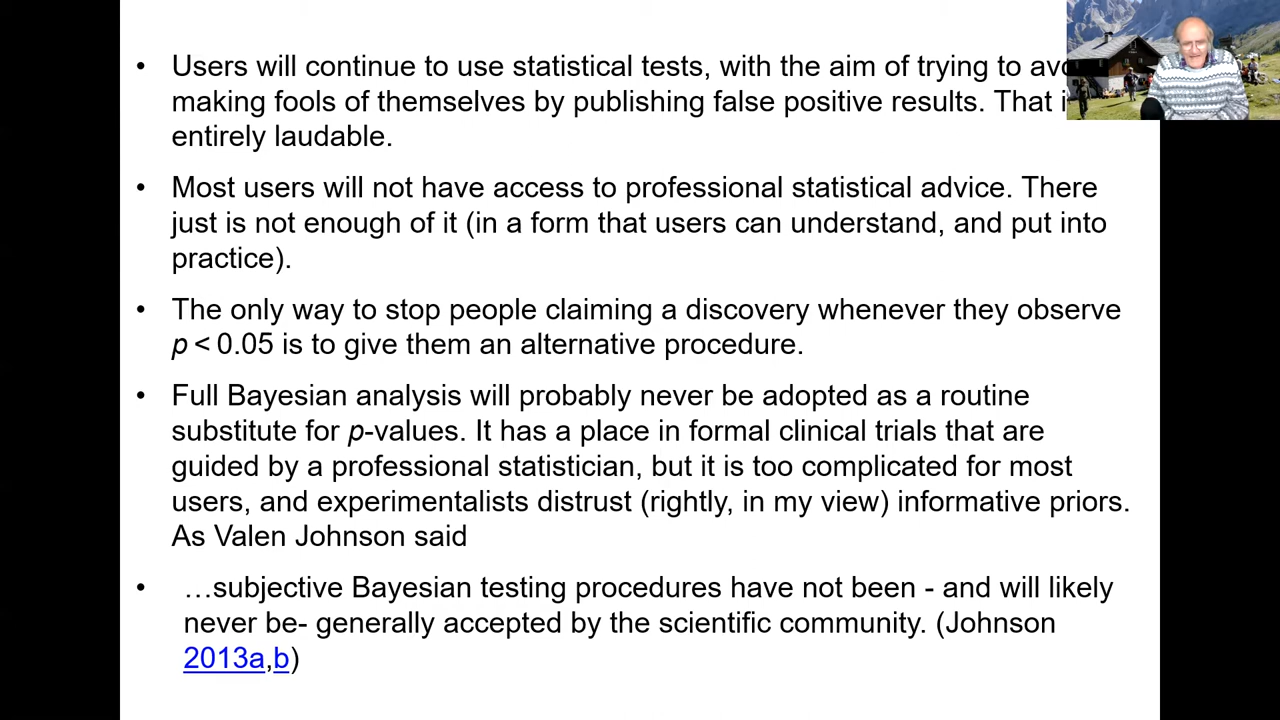 • Users will continue to use statistical tests, with the aim of trying to
making fools of themselves by publishing false positive results. That
entirely laudable.
• Most users will not have access to professional statistical advice. There
just is not enough of it (in a form that users can understand, and put into
practice).
• The only way to stop people claiming a discovery whenever they observe
p < 0.05 is to give them an alternative procedure.
• Full Bayesian analysis will probably never be adopted as a routine
substitute for p-values. It has a place in formal clinical trials that are
guided by a professional statistician, but it is too complicated for most
users, and experimentalists distrust (rightly, in my view) informative priors.
As Valen Johnson said
• …subjective Bayesian testing procedures have not been - and will likely
never be- generally accepted by the scientific community. (Johnson
2013a,b)